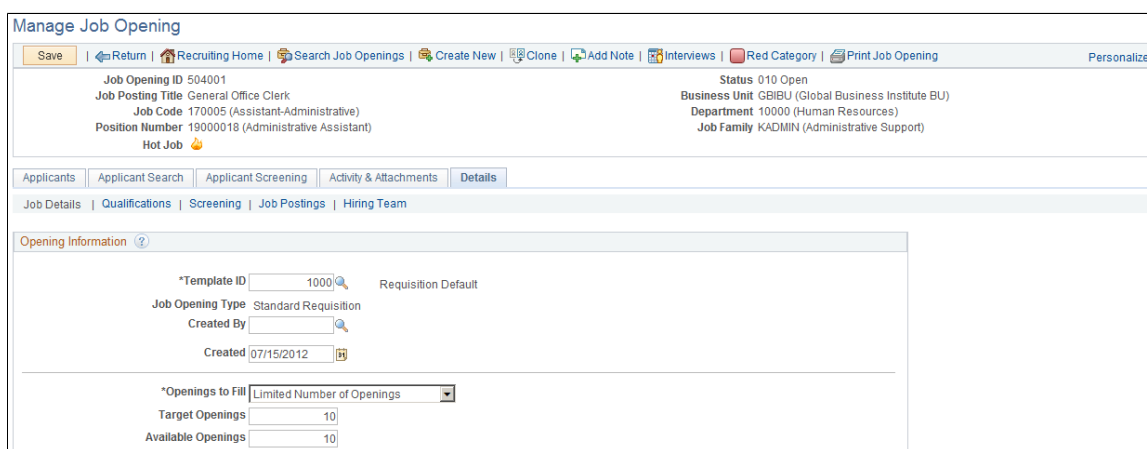 Manage Job Opening
Save | Return | Recruiting Home | Search Job Openings | Create New | Clone | Add Note | Interviews | Red Category | Print Job Opening Personalize
Job Opening ID 504001 Status 010 Open
Job Posting Title General Office Clerk Business Unit GBIBU (Global Business Institute BU)
Job Code 170005 (Assistant-Administrative) Department 10000 (Human Resources)
Position Number 19000018 (Administrative Assistant) Job Family KADMIN (Administrative Support)
Hot Job
Applicants Applicant Search Applicant Screening Activity & Attachments Details
Job Details | Qualifications | Screening | Job Postings | Hiring Team
Opening Information ?
*Template ID 1000 Requisition Default
Job Opening Type Standard Requisition
Created By
Created 07/15/2012 31
*Openings to Fill Limited Number of Openings
Target Openings 10
Available Openings 10